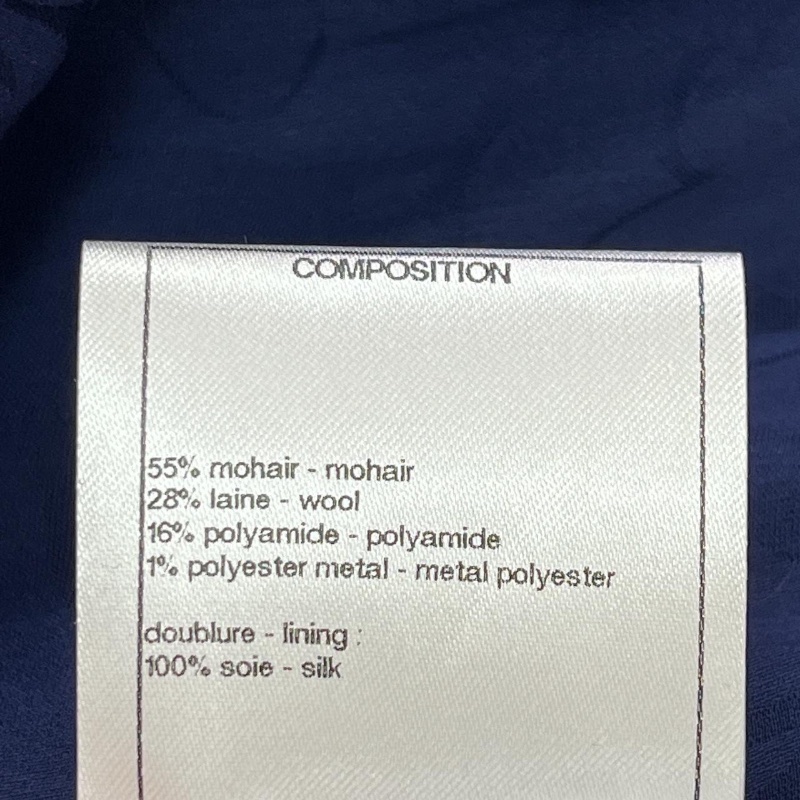 COMPOSITION
55% mohair - mohair
28% laine - wool
16% polyamide - polyamide
1% polyester metal - metal polyester
doublure - lining :
100% soie - silk